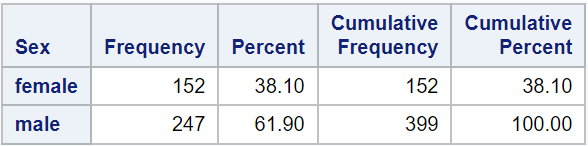 Sex Frequency Percent Cumulative Frequency Cumulative Percent
female 152 38.10 152 38.10
male 247 61.90 399 100.00